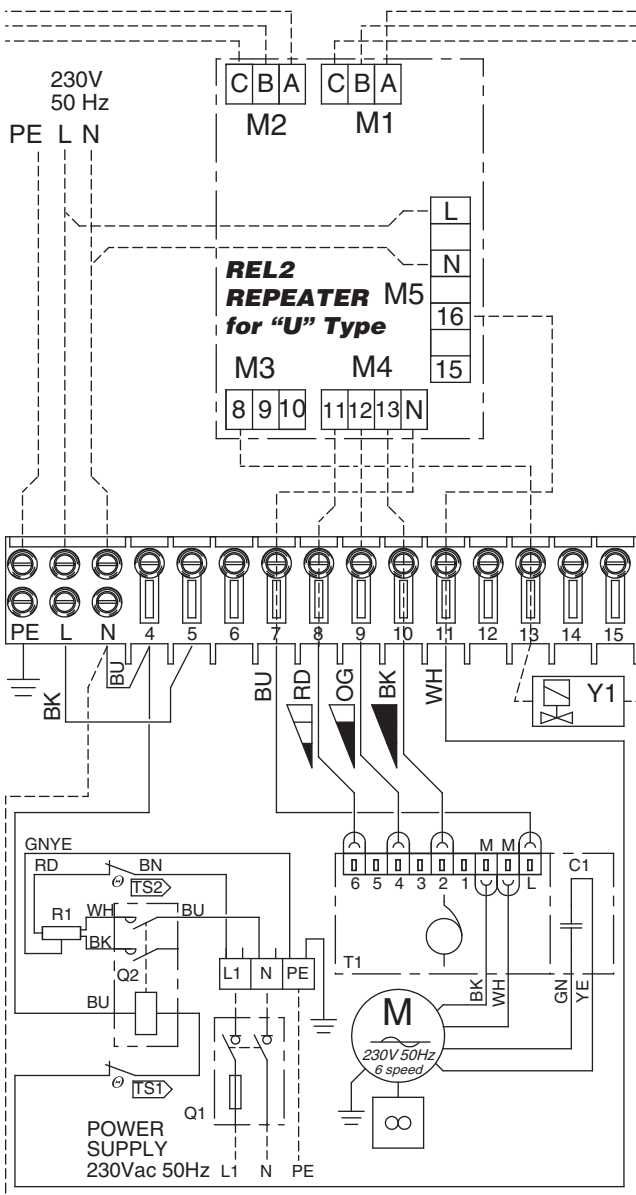 C B A C B A
M2 M1
230V
50 Hz
PE L N
L
N
REL2
REPEATER
for “U” Type
M5
16
15
M3 M4
8 9 10 11 12 13 N
PE L N 4 5 6 7 8 9 10 11 12 13 14 15
BU
BK
BU
RD
OG
BK
WH
Y1
GNYE
RD BN
TS2
R1 WH BU
BK
Q2
L1 N PE
BU
TS1
Q1
POWER
SUPPLY
230Vac 50Hz L1 N PE
M M C1
6 5 4 3 2 1 L
T1
BK
WH
GN
YE
M
230V 50Hz
6 speed